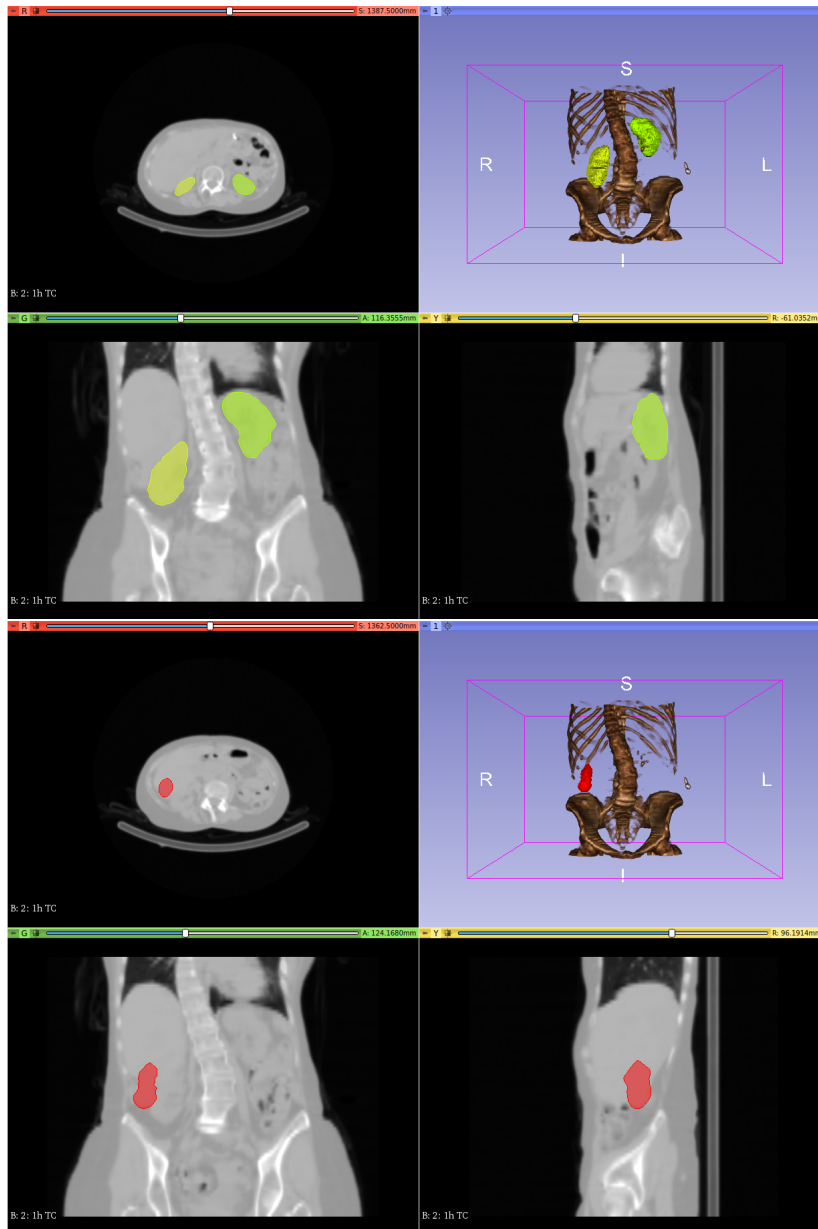 R S: 1387.5000mm
1
S
R L
I
B: 2: 1h TC
G A: 116.3555mm
Y R: -61.0352m
B: 2: 1h TC
B: 2: 1h TC
R S: 1362.5000mm
1
S
R L
I
B: 2: 1h TC
G A: 124.1680mm
Y R: 96.1914mm
B: 2: 1h TC
B: 2: 1h TC